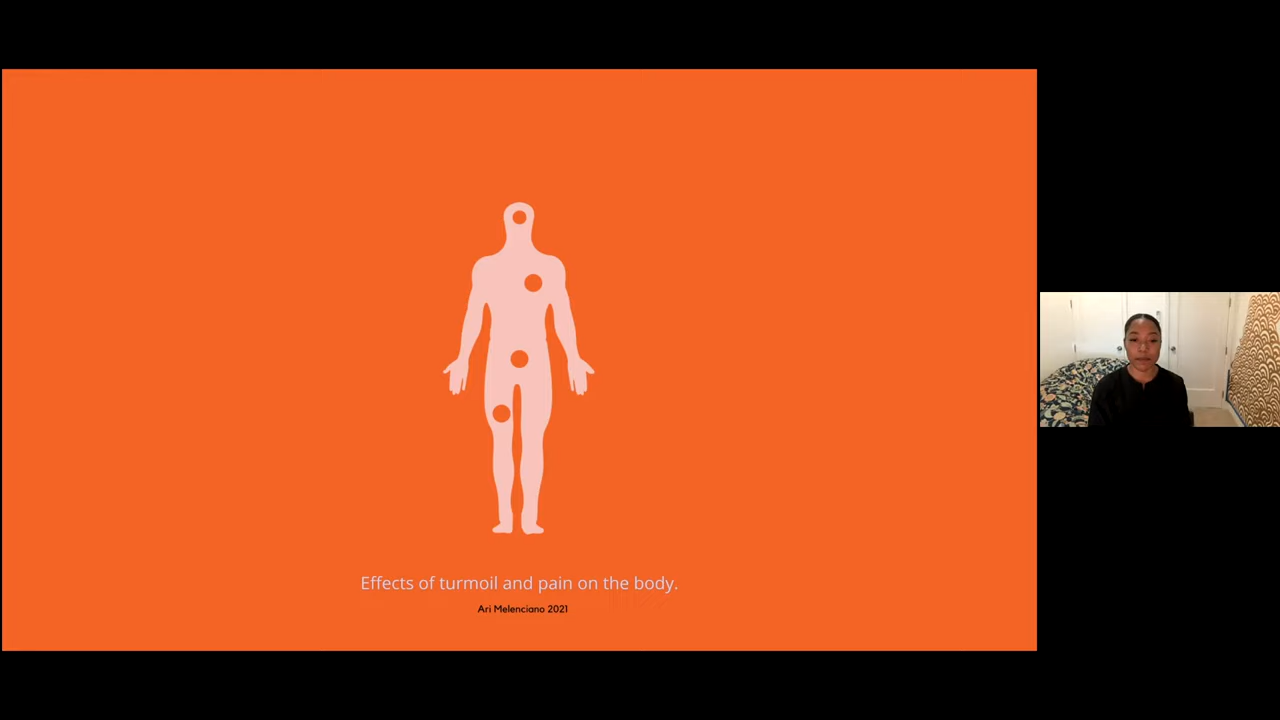 Effects of turmoil and pain on the body.
Ari Melenciano 2021